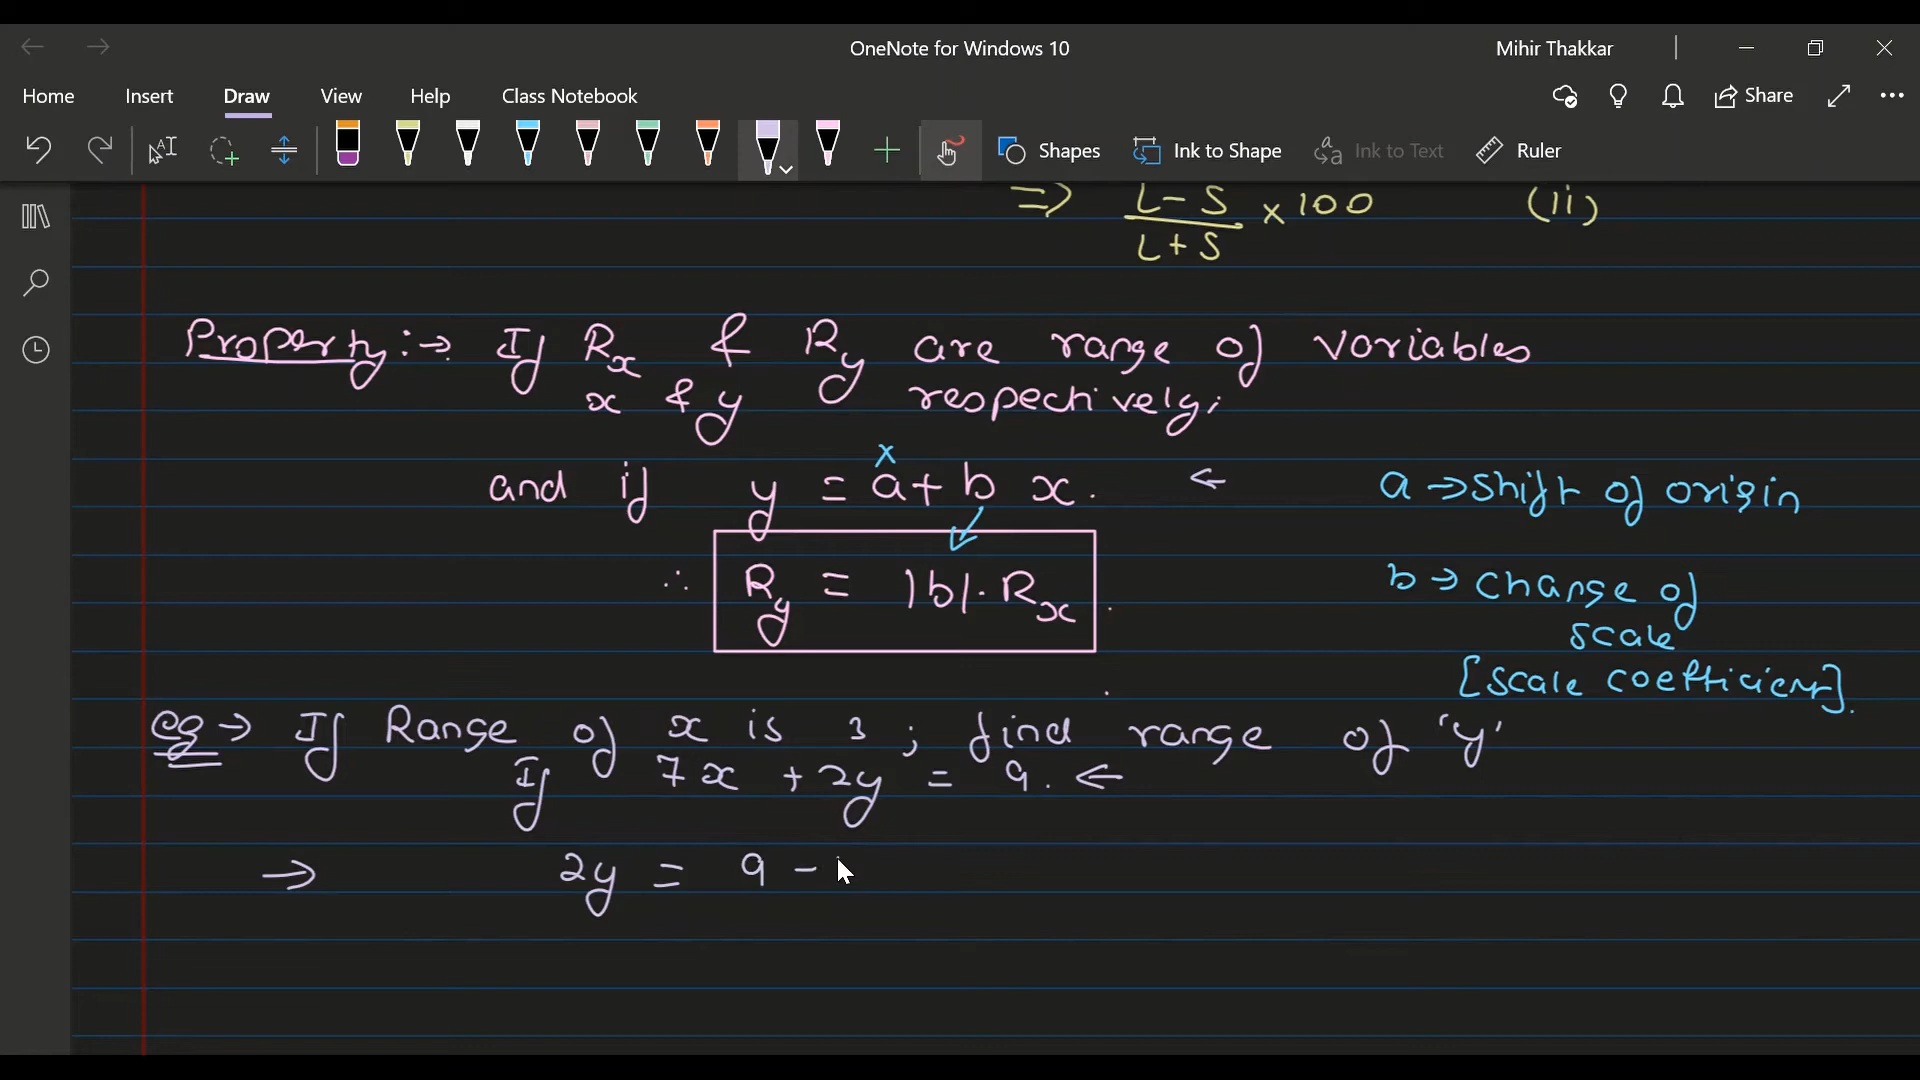 OneNote for Windows 10
Mihir Thakkar
Home Insert Draw View Help Class Notebook
Share
Shapes Ink to Shape Ink to Text Ruler
=> L - S / L + S x 100 (ii)
Property :→ If Rx & Ry are range of variables
x & y respectively,
x
and if y = a + b x. ← a → shift of origin
∴ Ry = |b| · Rx
b → change of
scale
[scale coefficient].
eg → If Range of x is 3 ; find range of 'y'
If 7x + 2y = 9. ←
→ 2y = 9 -